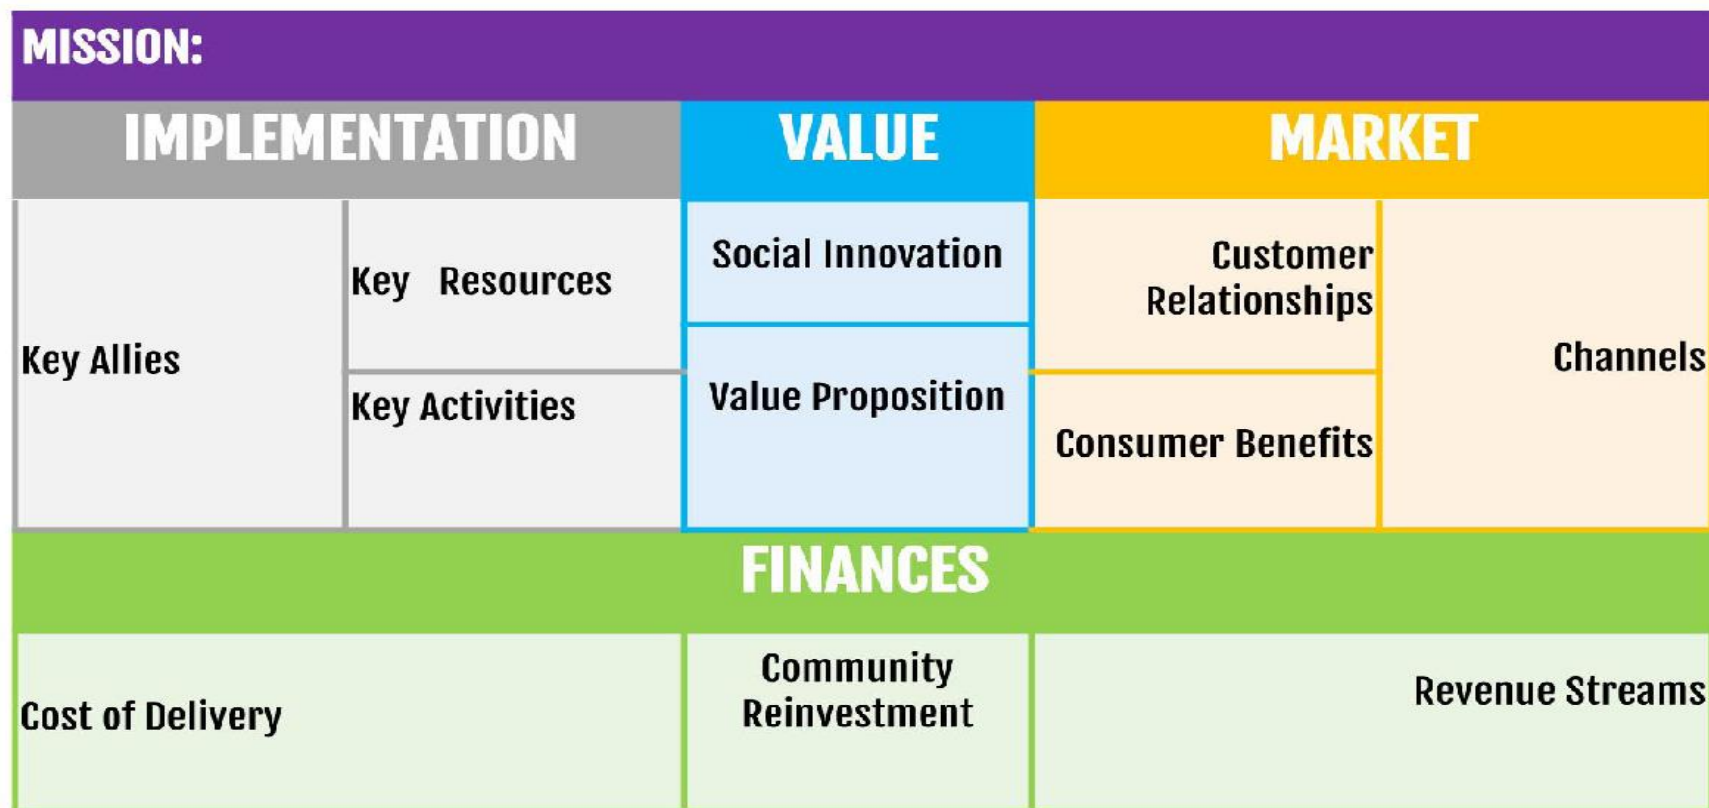 MISSION:
IMPLEMENTATION
VALUE
MARKET
Key Allies
Key Resources
Key Activities
Social Innovation
Value Proposition
Customer
Relationships
Consumer Benefits
Channels
FINANCES
Cost of Delivery
Community
Reinvestment
Revenue Streams